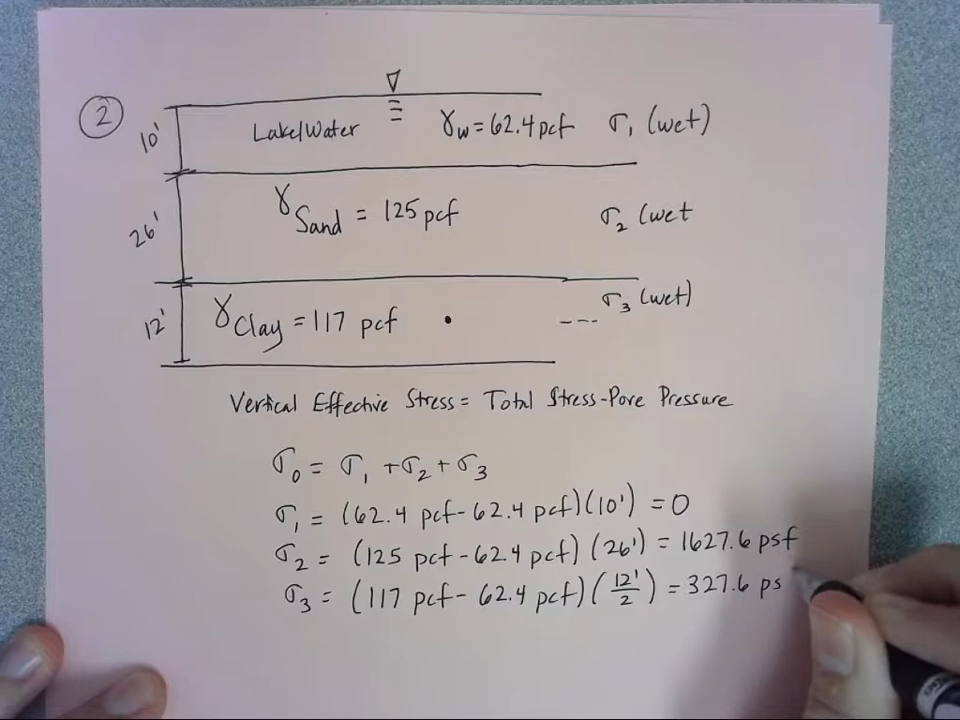 2
10' Lake/Water γw = 62.4 pcf σ1 (wet)
26' γSand = 125 pcf σ2 (wet
12' γClay = 117 pcf σ3 (wet)
Vertical Effective Stress = Total Stress - Pore Pressure
σ0 = σ1 + σ2 + σ3
σ1 = (62.4 pcf - 62.4 pcf)(10') = 0
σ2 = (125 pcf - 62.4 pcf)(26') = 1627.6 psf
σ3 = (117 pcf - 62.4 pcf)(12'/2) = 327.6 ps